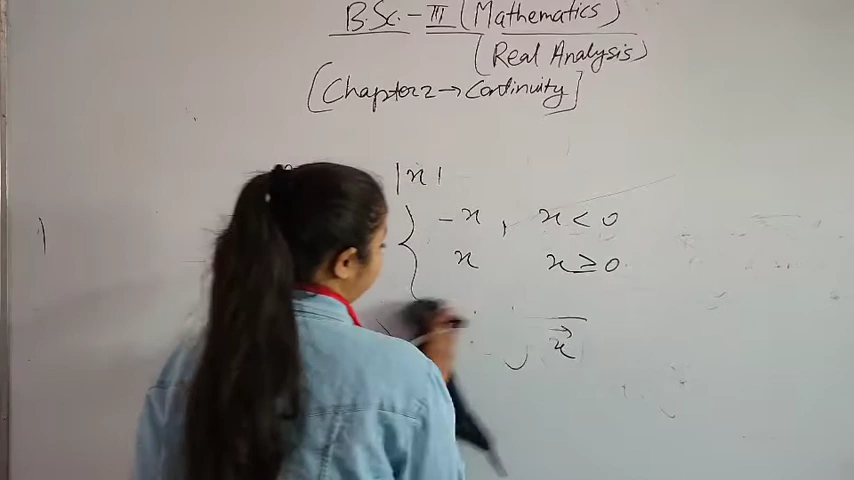 B.Sc. - III (Mathematics)
(Real Analysis)
[Chapter 2 → Continuity]
|x|
{ -x , x < 0
x x ≥ 0
x